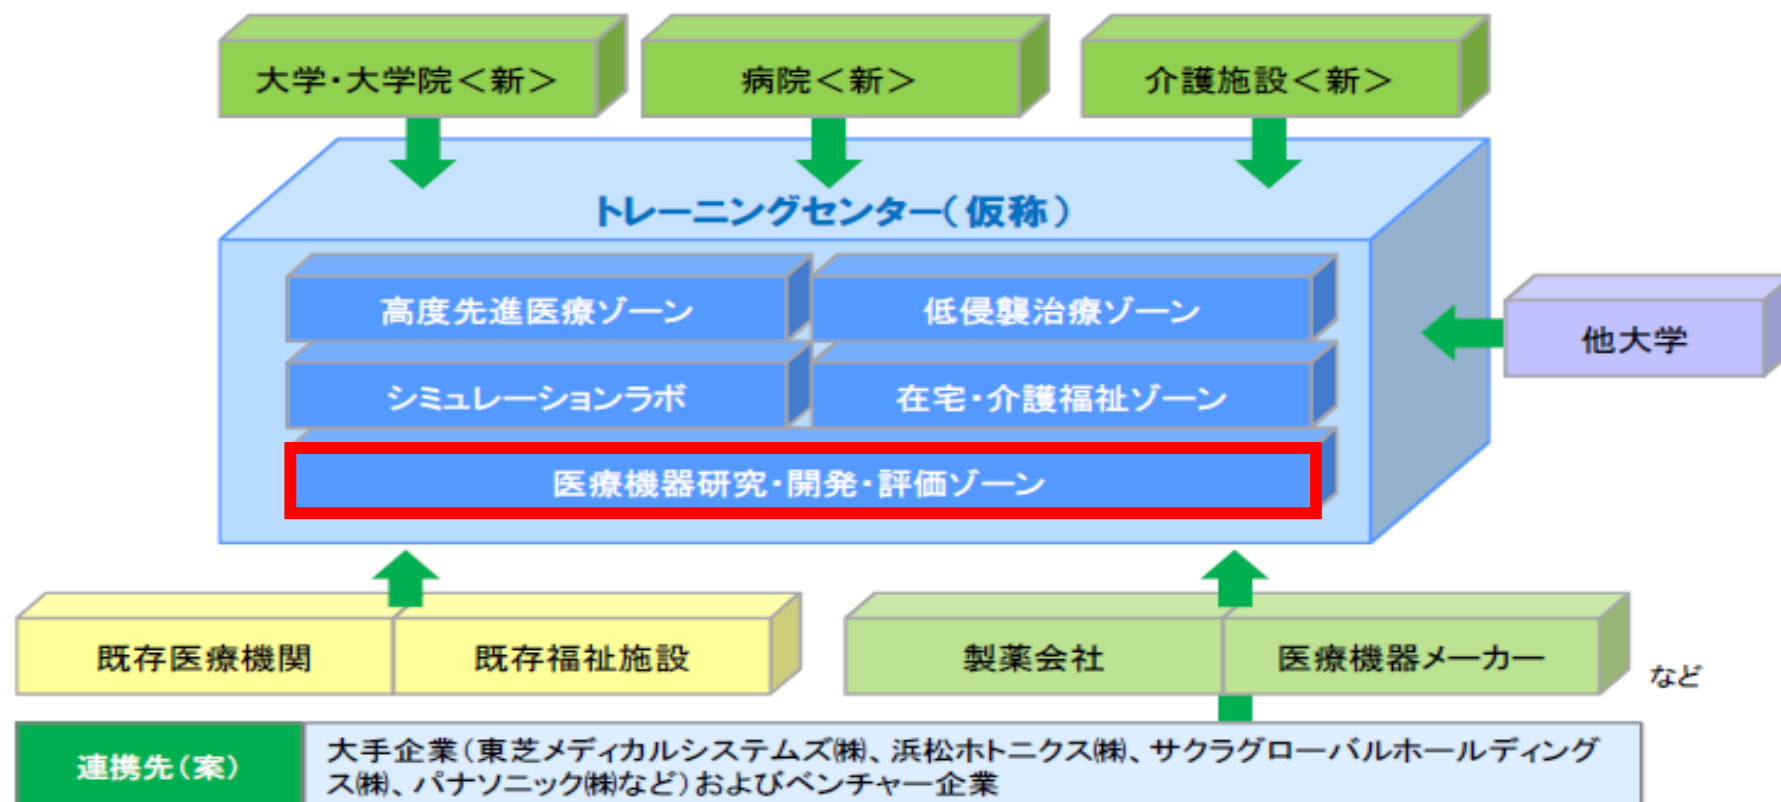 大学・大学院＜新＞
病院＜新＞
介護施設＜新＞
トレーニングセンター（仮称）
高度先進医療ゾーン
低侵襲治療ゾーン
シミュレーションラボ
在宅・介護福祉ゾーン
医療機器研究・開発・評価ゾーン
他大学
既存医療機関
既存福祉施設
製薬会社
医療機器メーカー
など
連携先（案）
大手企業（東芝メディカルシステムズ㈱、浜松ホトニクス㈱、サクラグローバルホールディング
ス㈱、パナソニック㈱など）およびベンチャー企業